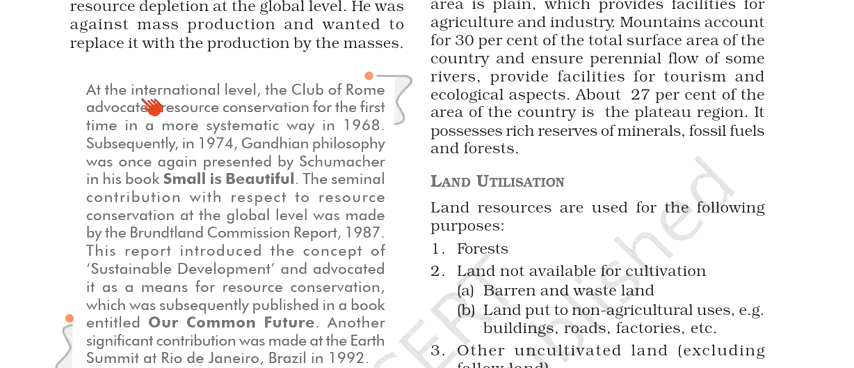 resource depletion at the global level. He was
against mass production and wanted to
replace it with the production by the masses.
At the international level, the Club of Rome
advocated resource conservation for the first
time in a more systematic way in 1968.
Subsequently, in 1974, Gandhian philosophy
was once again presented by Schumacher
in his book Small is Beautiful. The seminal
contribution with respect to resource
conservation at the global level was made
by the Brundtland Commission Report, 1987.
This report introduced the concept of
‘Sustainable Development’ and advocated
it as a means for resource conservation,
which was subsequently published in a book
entitled Our Common Future. Another
significant contribution was made at the Earth
Summit at Rio de Janeiro, Brazil in 1992.
area is plain, which provides facilities for
agriculture and industry. Mountains account
for 30 per cent of the total surface area of the
country and ensure perennial flow of some
rivers, provide facilities for tourism and
ecological aspects. About 27 per cent of the
area of the country is the plateau region. It
possesses rich reserves of minerals, fossil fuels
and forests.
LAND UTILISATION
Land resources are used for the following
purposes:
1. Forests
2. Land not available for cultivation
(a) Barren and waste land
(b) Land put to non-agricultural uses, e.g.
buildings, roads, factories, etc.
3. Other uncultivated land (excluding
fallow land)